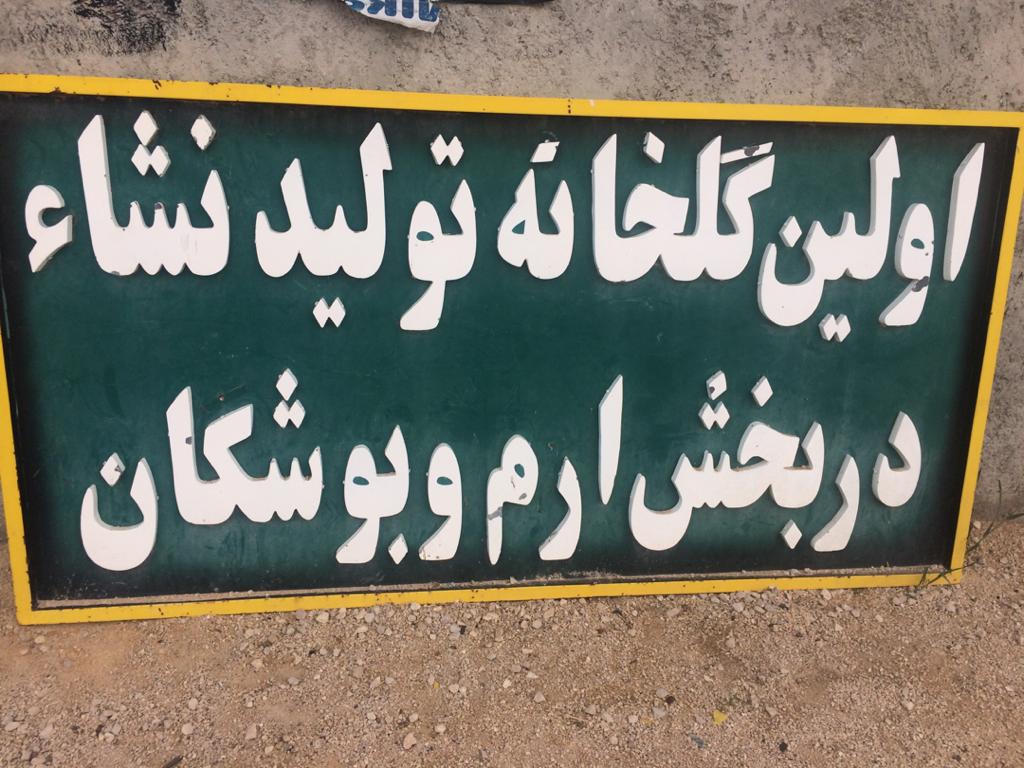 اولین گلخانه تولید نشاء
در بخش ارم و بوشکان